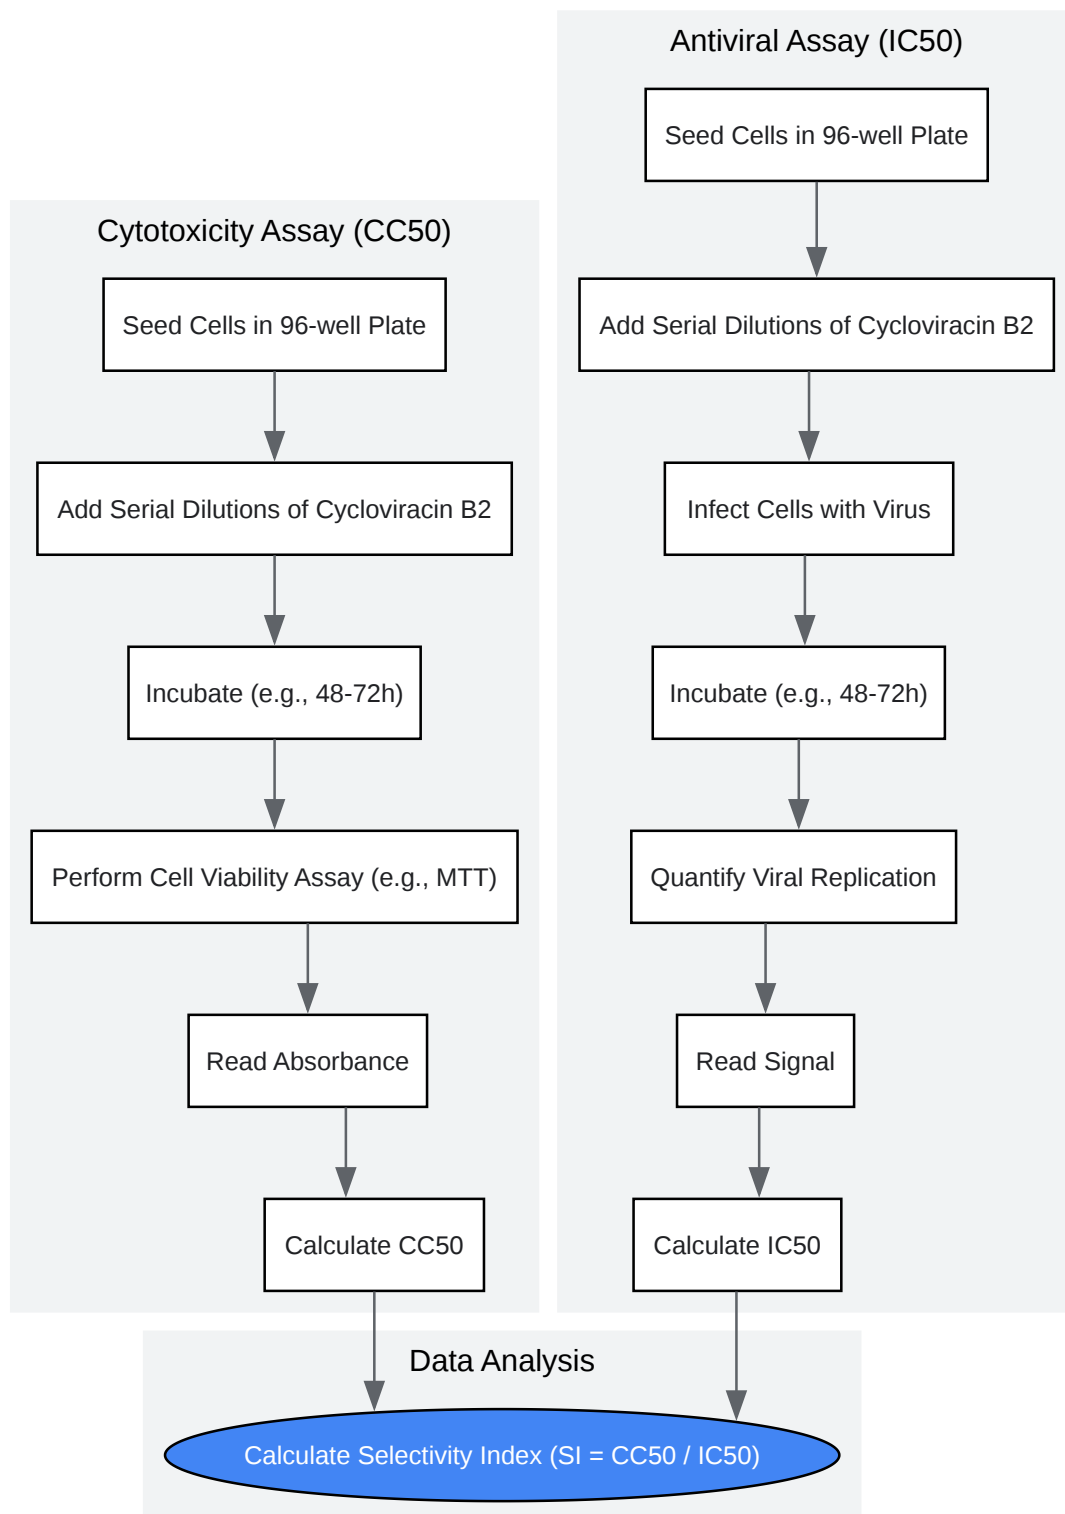 Cytotoxicity Assay (CC50)
Seed Cells in 96-well Plate
Add Serial Dilutions of Cycloviracin B2
Incubate (e.g., 48-72h)
Perform Cell Viability Assay (e.g., MTT)
Read Absorbance
Calculate CC50
Antiviral Assay (IC50)
Seed Cells in 96-well Plate
Add Serial Dilutions of Cycloviracin B2
Infect Cells with Virus
Incubate (e.g., 48-72h)
Quantify Viral Replication
Read Signal
Calculate IC50
Data Analysis
Calculate Selectivity Index (SI = CC50 / IC50)